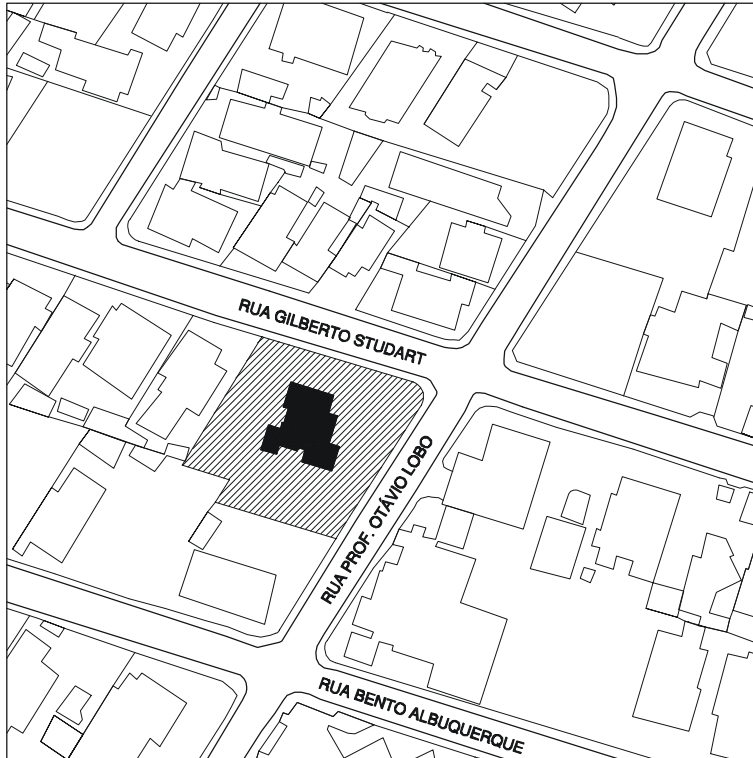 RUA GILBERTO STUDART
RUA PROF. OTÁVIO LOBO
RUA BENTO ALBUQUERQUE